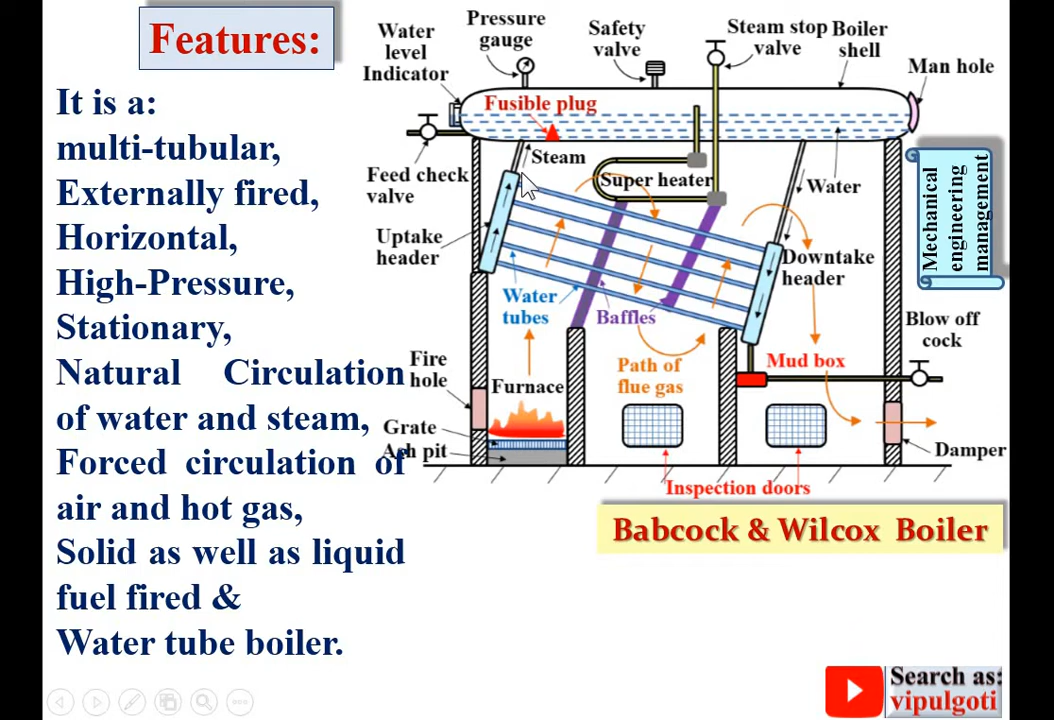 Features:
It is a:
multi-tubular,
Externally fired,
Horizontal,
High-Pressure,
Stationary,
Natural Circulation
of water and steam,
Forced circulation of
air and hot gas,
Solid as well as liquid
fuel fired &
Water tube boiler.
Water
level
Indicator
Pressure
gauge
Safety
valve
Steam stop
valve
Boiler
shell
Man hole
Fusible plug
Feed check
valve
Steam
Super heater
Water
Uptake
header
Downtake
header
Water
tubes
Baffles
Mechanical
engineering
management
Blow off
cock
Fire
hole
Furnace
Path of
flue gas
Mud box
Grate
Ash pit
Damper
Inspection doors
Babcock & Wilcox Boiler
Search as:
vipulgoti